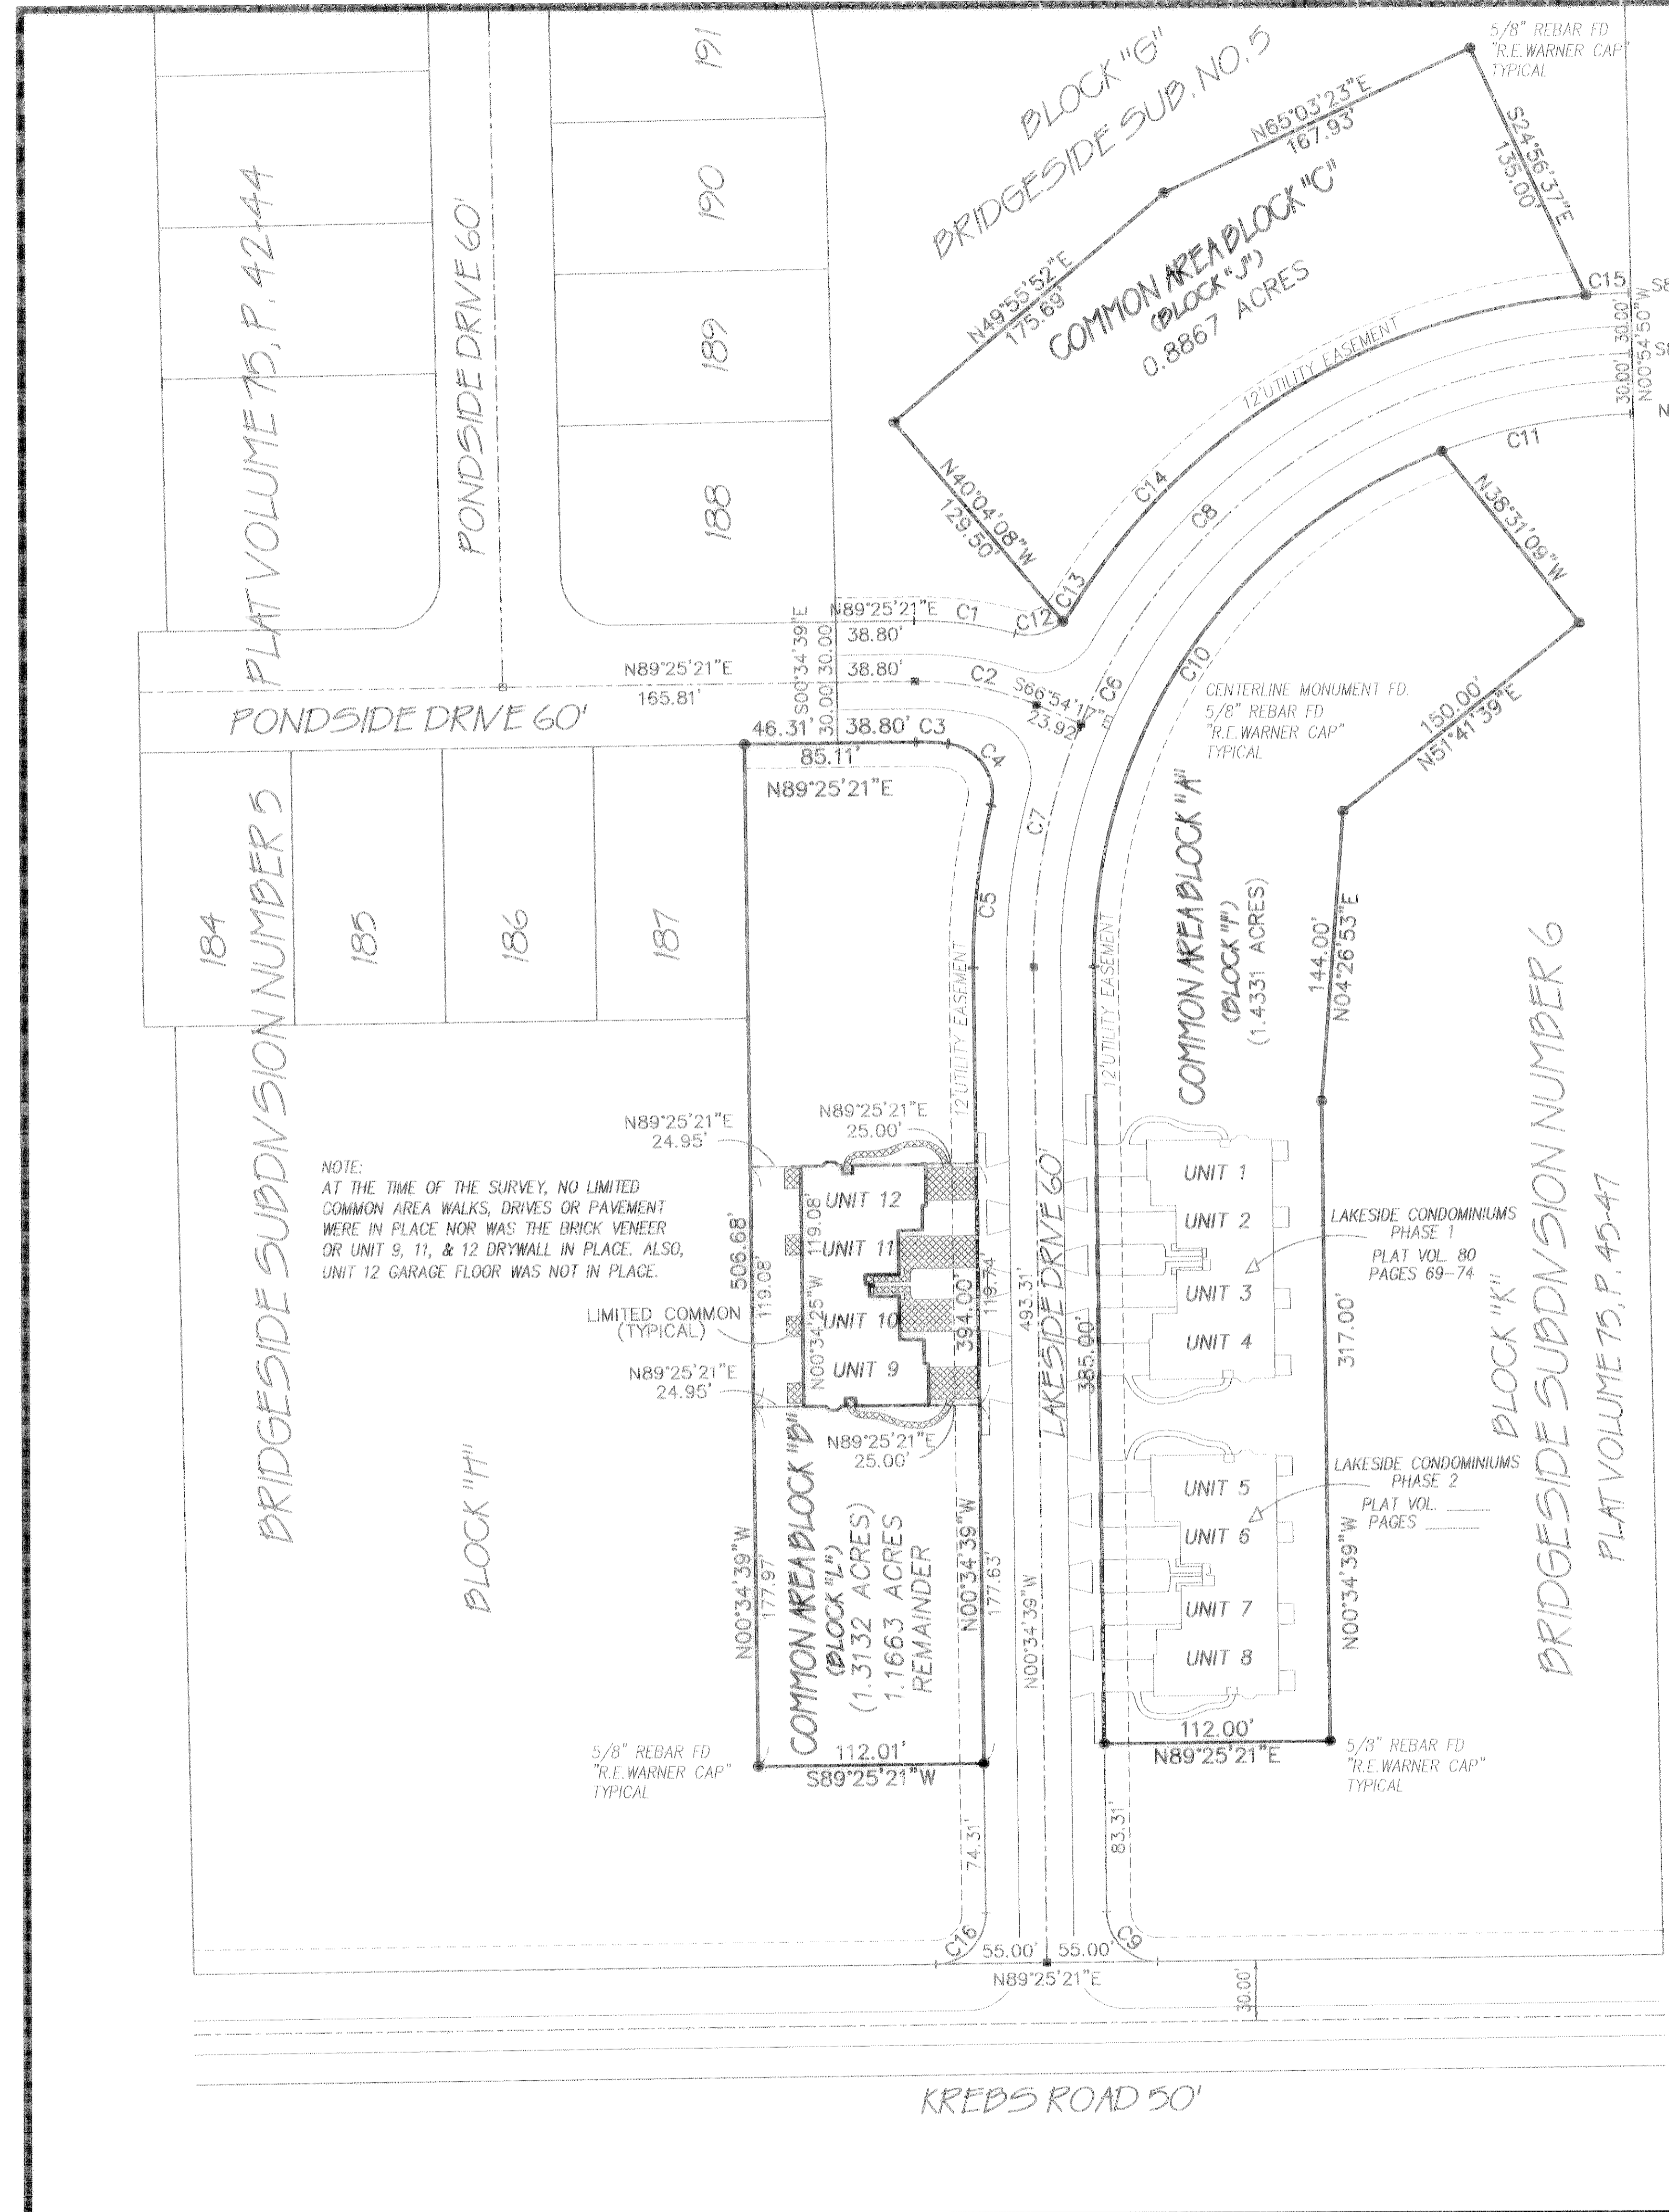 5/8" REBAR FD
"R.E.WARNER CAP"
TYPICAL
BLOCK "G"
BRIDGESIDE SUB. NO. 5
N65°03'23"E
167.93'
S24°56'37"E
135.00'
191
190
189
188
PLAT VOLUME 75, P. 42-44
PONDSIDE DRIVE 60'
COMMON AREA BLOCK "C"
(BLOCK "J")
0.8867 ACRES
N49°55'52"E
175.69'
N40°04'08"W
129.50'
12'UTILITY EASEMENT
C15
30.00'
30.00'
N00°54'50"W
C11
C14
C8
N38°31'09"W
C13
C12
C1
N89°25'21"E
38.80'
S00°34'39"E
30.00
30.00'
38.80'
C2
N89°25'21"E
165.81'
S66°54'17"E
23.92'
C6
C10
CENTERLINE MONUMENT FD.
5/8" REBAR FD
"R.E.WARNER CAP"
TYPICAL
150.00'
N51°41'39"E
PONDSIDE DRIVE 60'
46.31'
38.80'
C3
85.11'
N89°25'21"E
C4
C7
C5
184
185
186
187
BRIDGESIDE SUBDIVISION NUMBER 5
12'UTILITY EASEMENT
12'UTILITY EASEMENT
COMMON AREA BLOCK "A"
(BLOCK "I")
(1.4331 ACRES)
144.00'
N04°26'53"E
N89°25'21"E
24.95'
N89°25'21"E
25.00'
NOTE:
AT THE TIME OF THE SURVEY, NO LIMITED
COMMON AREA WALKS, DRIVES OR PAVEMENT
WERE IN PLACE NOR WAS THE BRICK VENEER
OR UNIT 9, 11, & 12 DRYWALL IN PLACE. ALSO,
UNIT 12 GARAGE FLOOR WAS NOT IN PLACE.
LIMITED COMMON
(TYPICAL)
506.68'
119.08'
N00°34'25"W 119.08'
UNIT 12
UNIT 11
UNIT 10
UNIT 9
394.00'
119.74'
493.31'
LAKESIDE DRIVE 60'
385.00'
UNIT 1
UNIT 2
UNIT 3
UNIT 4
LAKESIDE CONDOMINIUMS
PHASE 1
PLAT VOL. 80
PAGES 69-74
317.00'
N89°25'21"E
24.95'
N89°25'21"E
25.00'
UNIT 5
UNIT 6
UNIT 7
UNIT 8
LAKESIDE CONDOMINIUMS
PHASE 2
PLAT VOL. ____
PAGES ____
BLOCK "K"
BRIDGESIDE SUBDIVISION NUMBER 6
PLAT VOLUME 75, P. 45-47
BLOCK "H"
N00°34'39"W
177.97'
COMMON AREA BLOCK "B"
(BLOCK "L")
(1.3132 ACRES)
1.1663 ACRES
REMAINDER
N00°34'39"W
177.63'
N00°34'39"W
N00°34'39"W
112.00'
N89°25'21"E
5/8" REBAR FD
"R.E.WARNER CAP"
TYPICAL
112.01'
S89°25'21"W
5/8" REBAR FD
"R.E.WARNER CAP"
TYPICAL
74.31'
83.31'
C16
C9
55.00'
55.00'
N89°25'21"E
30.00'
KREBS ROAD 50'